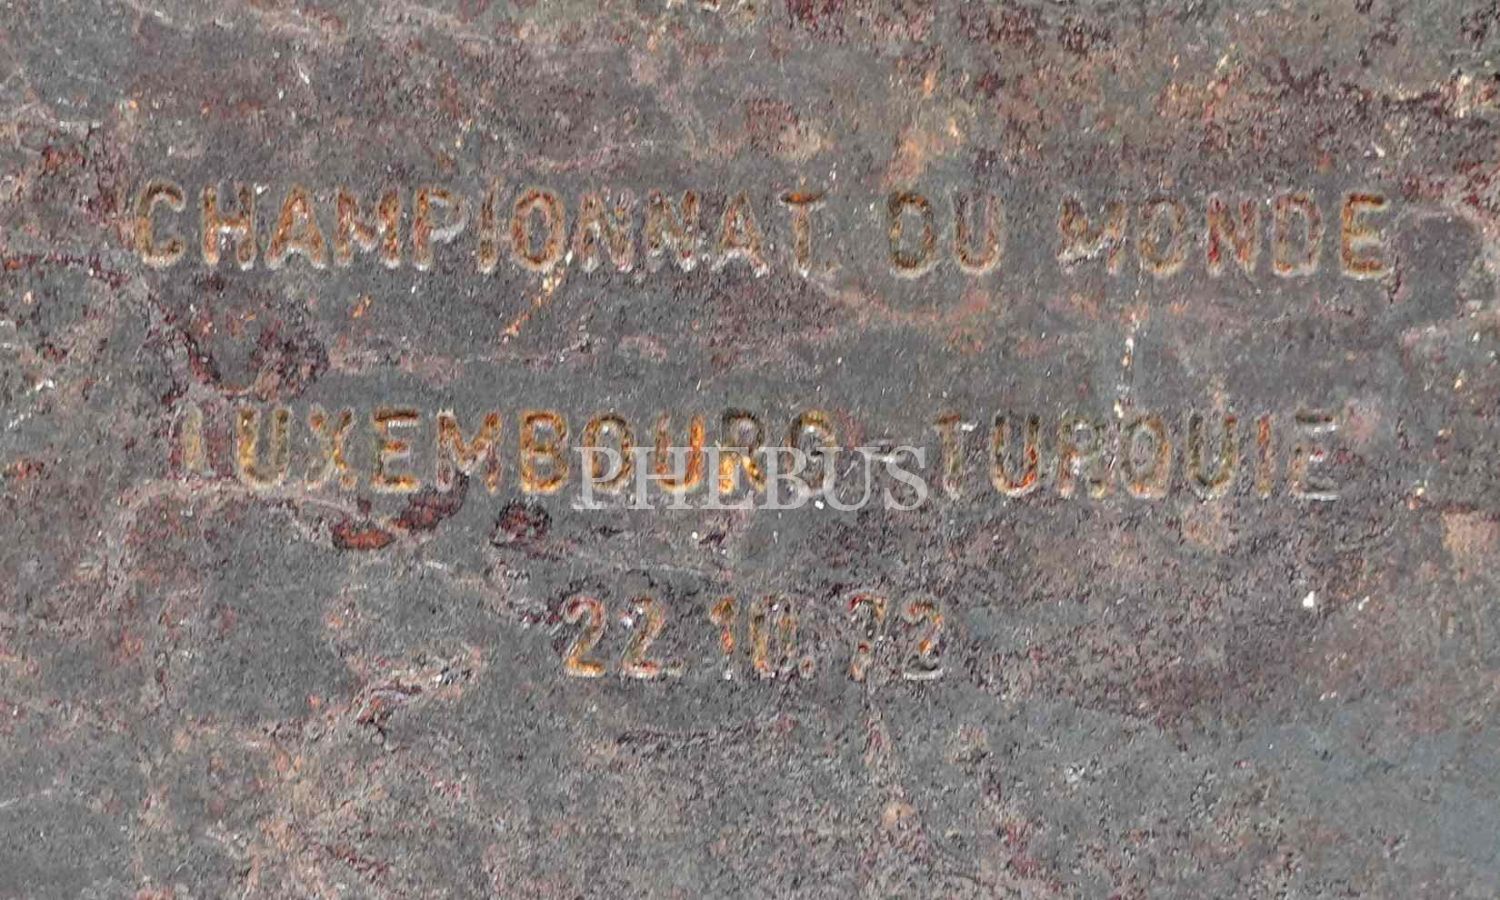 CHAMPIONNAT DU MONDE
LUXEMBOURG - TURQUIE
PHEBUS
22.10.72